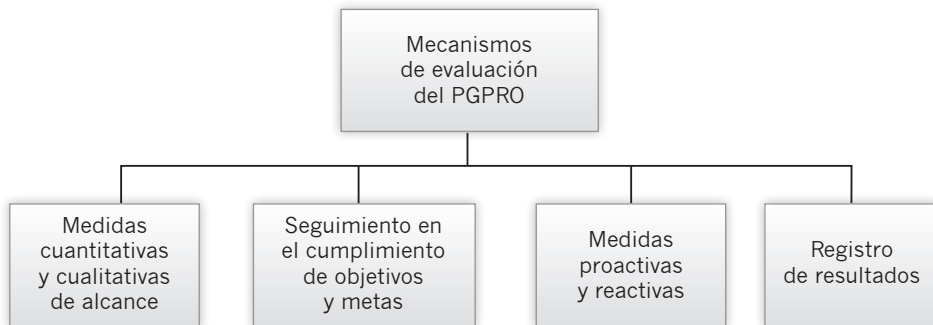 Mecanismos
de evaluación
del PGPRO
Medidas
cuantitativas
y cualitativas
de alcance
Seguimiento en
el cumplimiento
de objetivos
y metas
Medidas
proactivas
y reactivas
Registro
de resultados